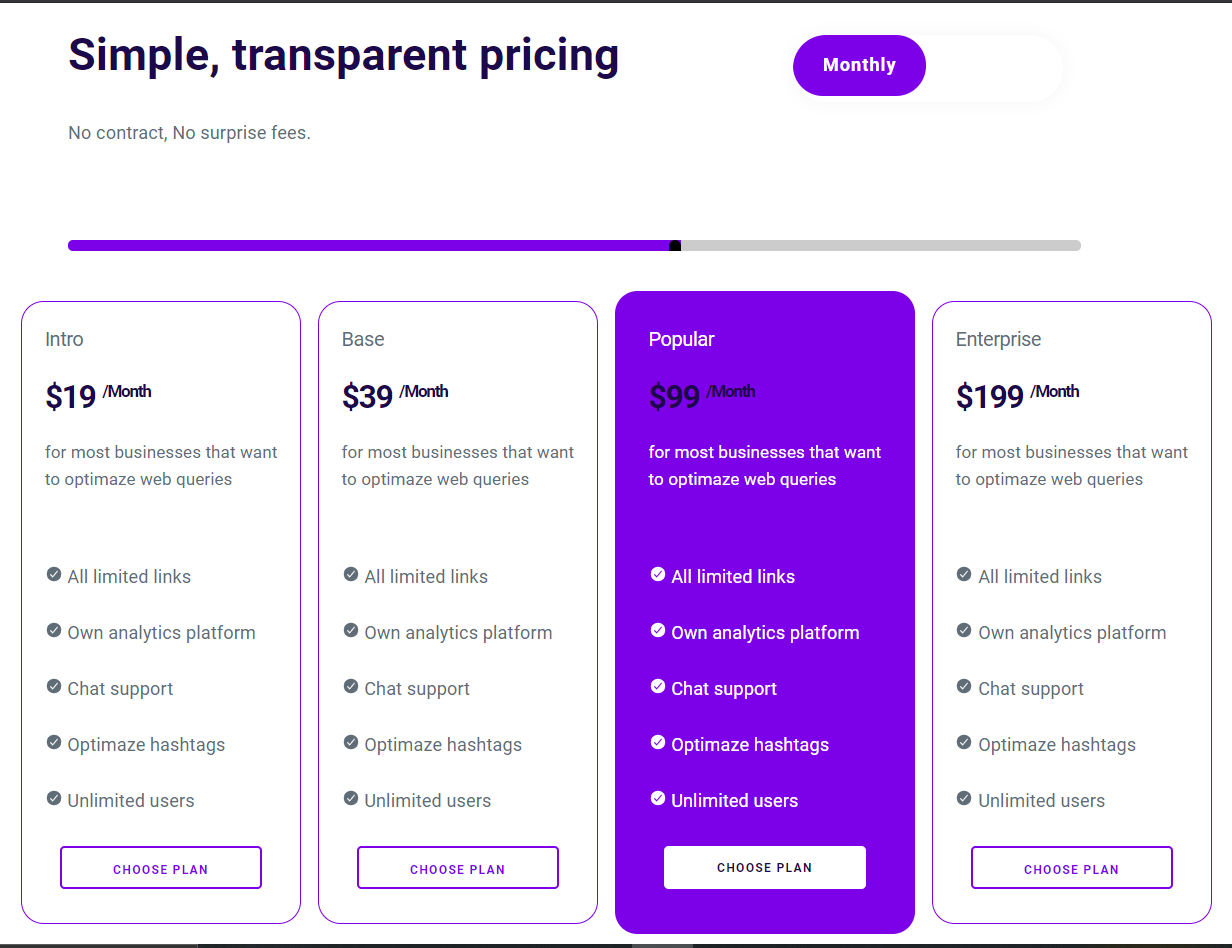 Simple, transparent pricing
Monthly
No contract, No surprise fees.
Intro
$19 /Month
for most businesses that want
to optimaze web queries
All limited links
Own analytics platform
Chat support
Optimaze hashtags
Unlimited users
CHOOSE PLAN
Base
$39 /Month
for most businesses that want
to optimaze web queries
All limited links
Own analytics platform
Chat support
Optimaze hashtags
Unlimited users
CHOOSE PLAN
Popular
$99 /Month
for most businesses that want
to optimaze web queries
All limited links
Own analytics platform
Chat support
Optimaze hashtags
Unlimited users
CHOOSE PLAN
Enterprise
$199 /Month
for most businesses that want
to optimaze web queries
All limited links
Own analytics platform
Chat support
Optimaze hashtags
Unlimited users
CHOOSE PLAN